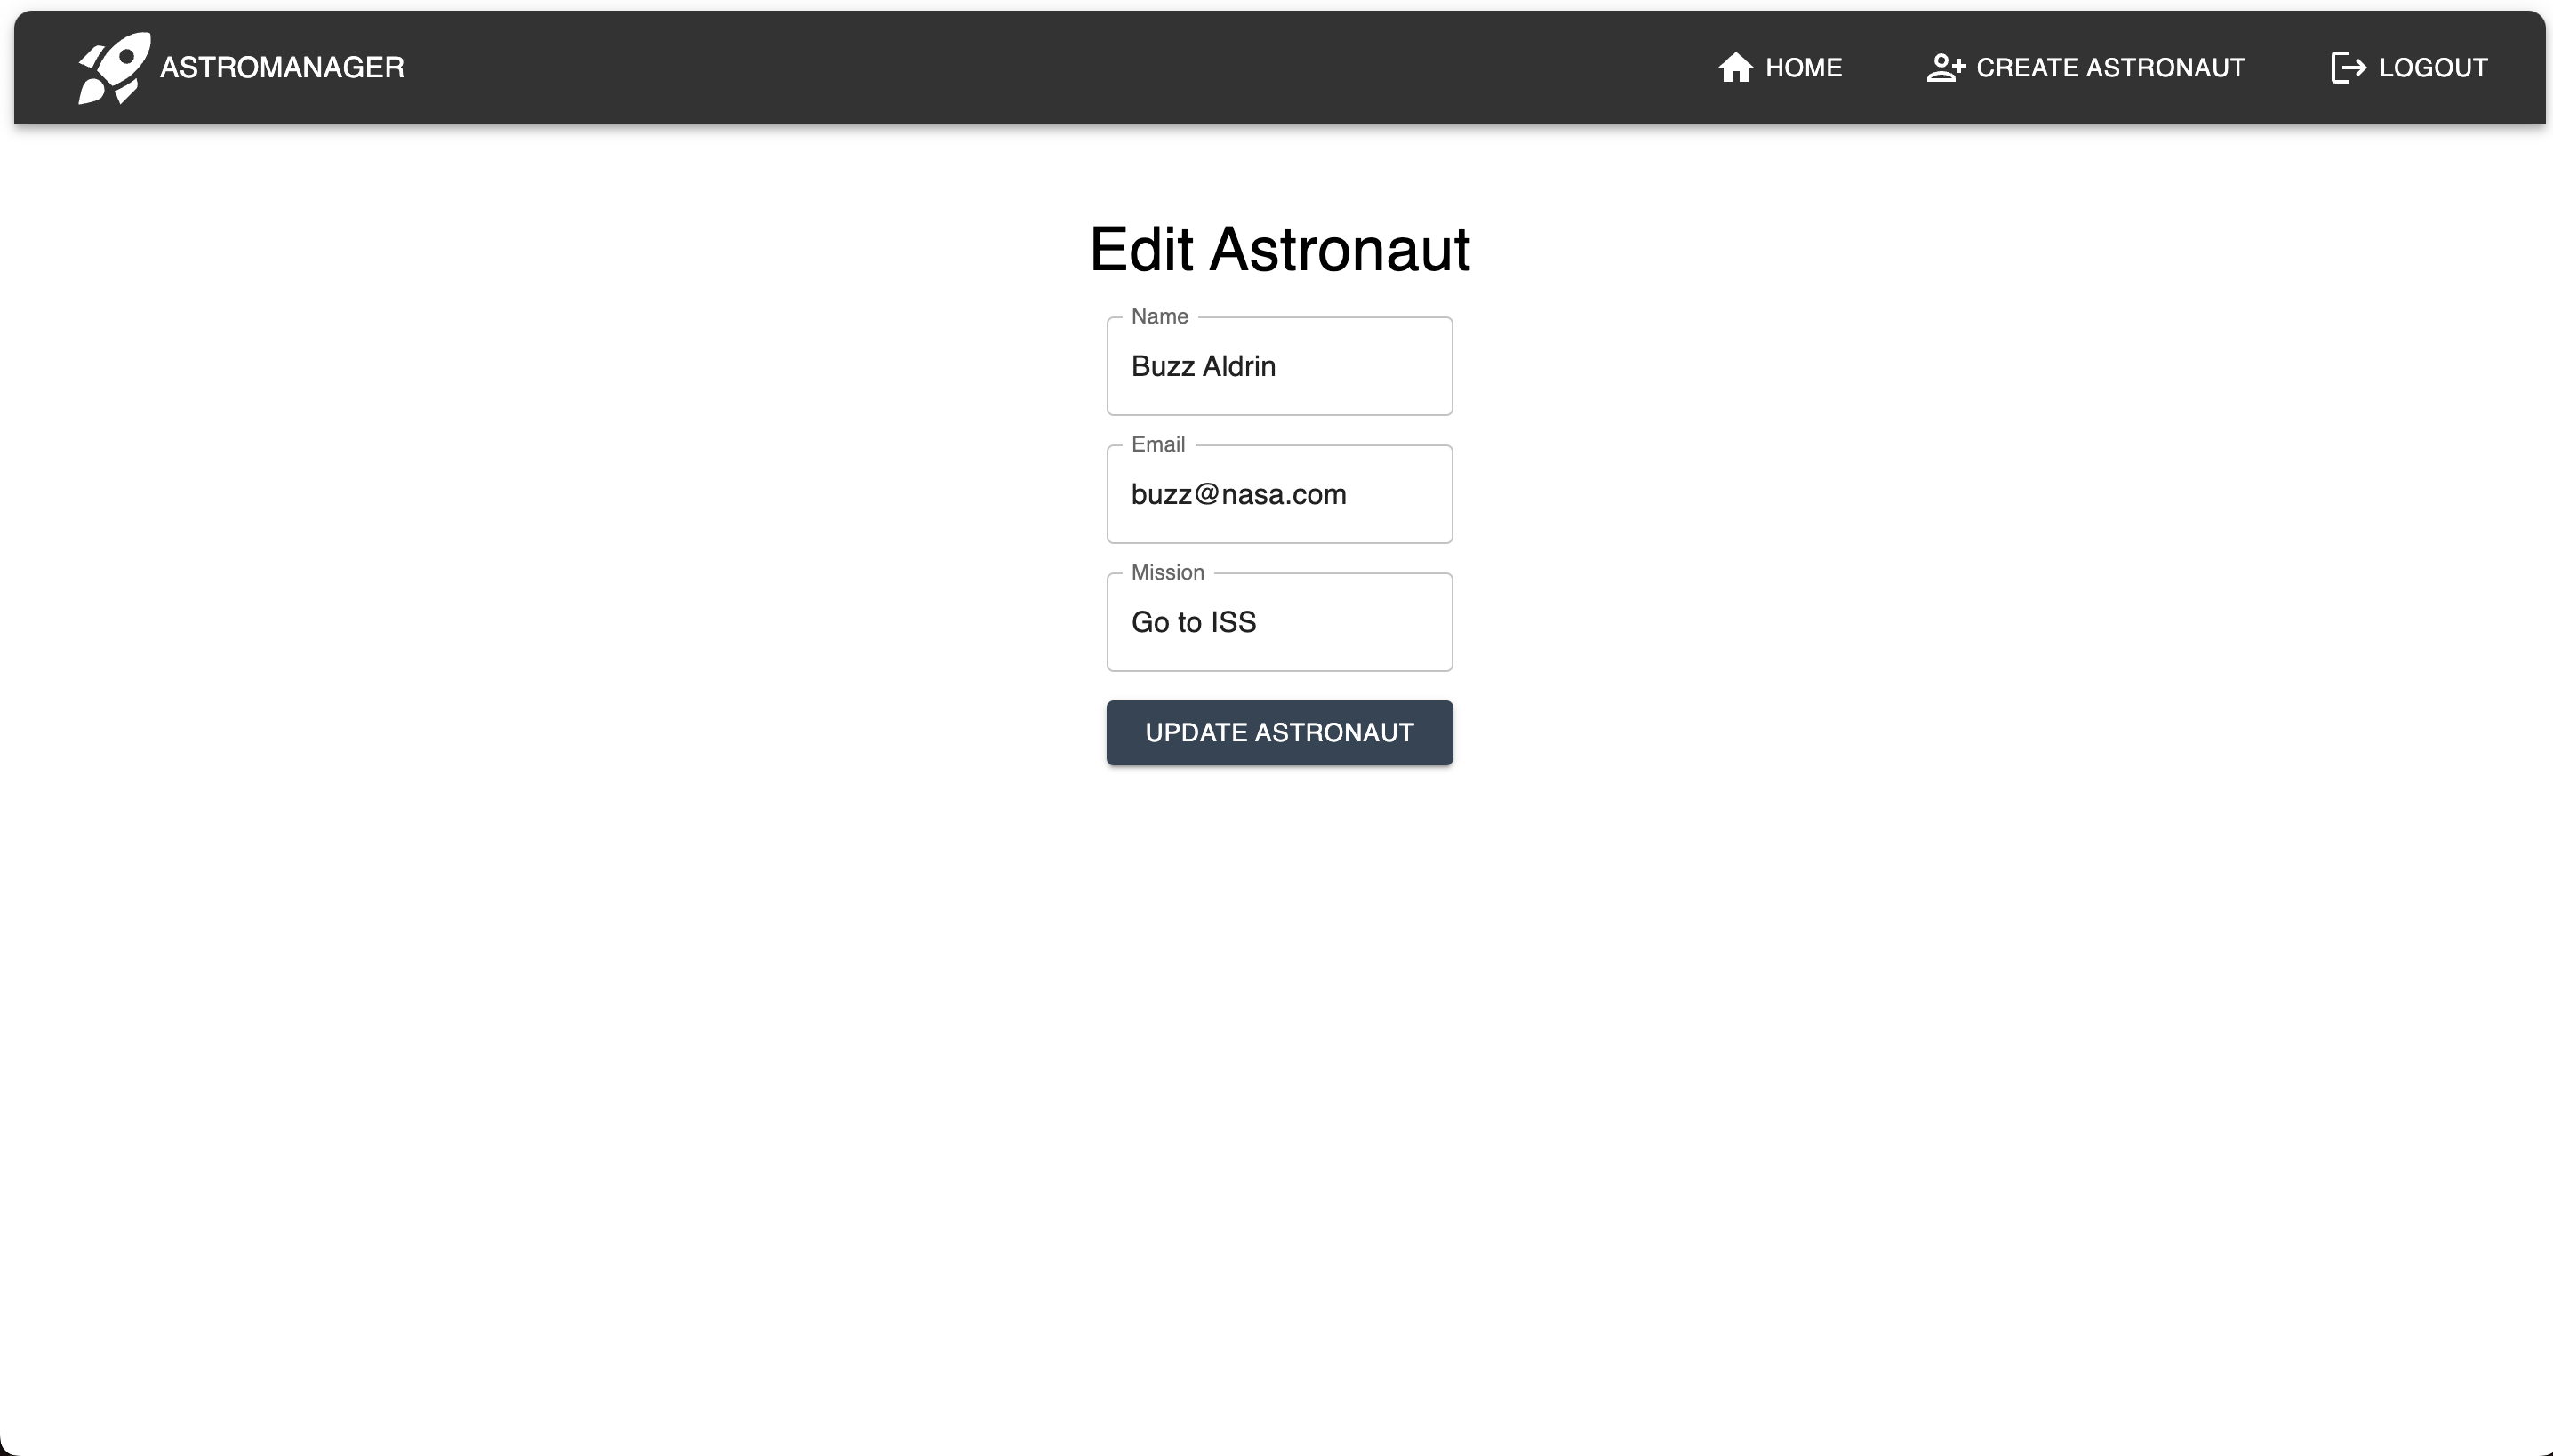 ASTROMANAGER
HOME
CREATE ASTRONAUT
LOGOUT
Edit Astronaut
Name
Buzz Aldrin
Email
buzz@nasa.com
Mission
Go to ISS
UPDATE ASTRONAUT